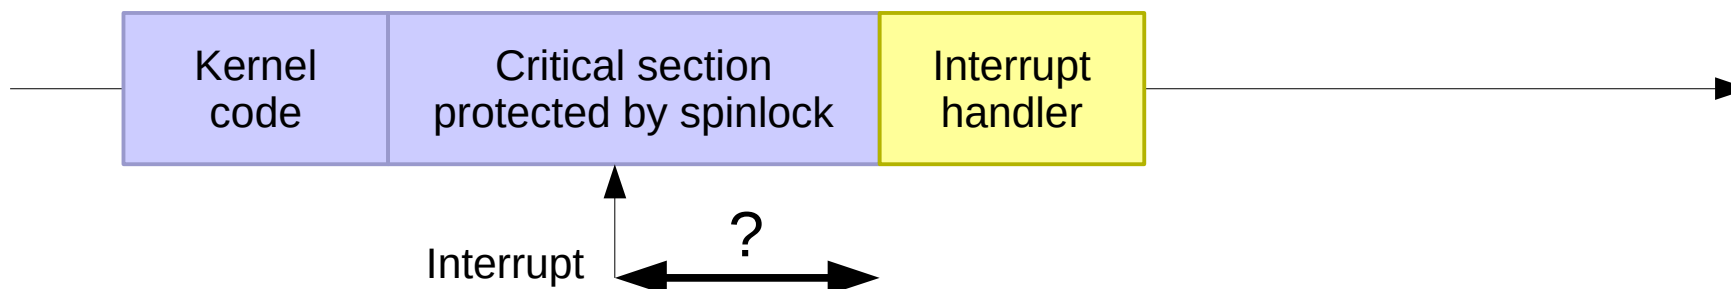 Kernel
code
Critical section
protected by spinlock
Interrupt
handler
?
Interrupt